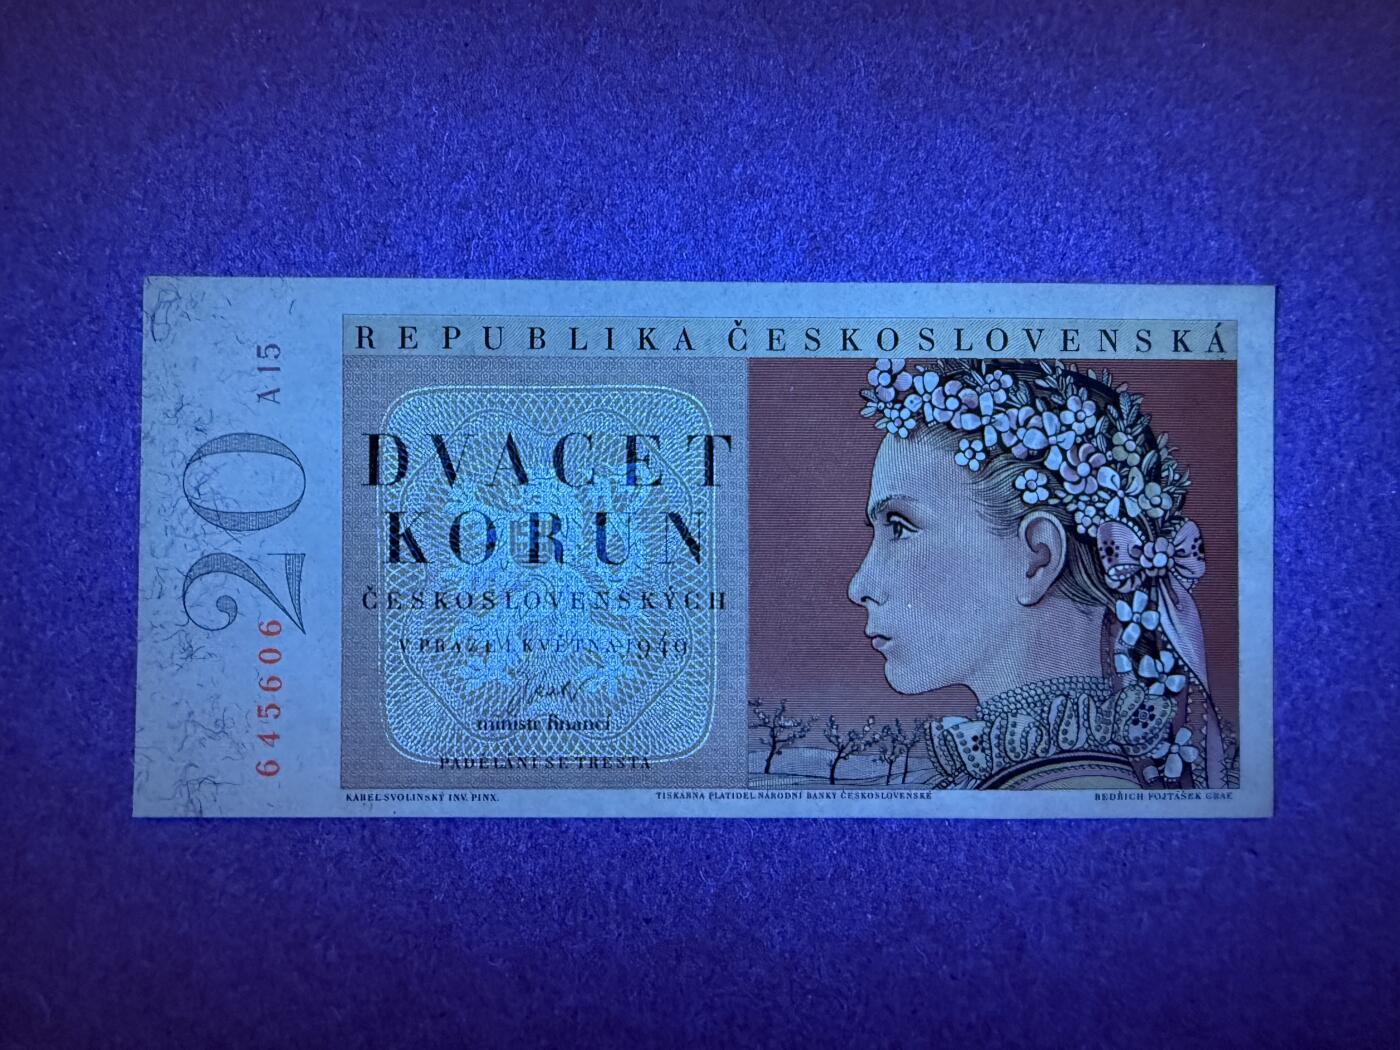 REPUBLIKA ČESKOSLOVENSKÁ
A 15
20
645606
DVACET
KORUN
ČESKOSLOVENSKÝCH
V PRAZE 1. KVĚTNA 1949
ministr financí
PADĚLÁNÍ SE TRESTÁ
KAREL SVOLINSKÝ INV. PINX.
TISKÁRNA PLATIDEL NÁRODNÍ BANKY ČESKOSLOVENSKÉ
BEDŘICH FOJTÁŠEK GRAF